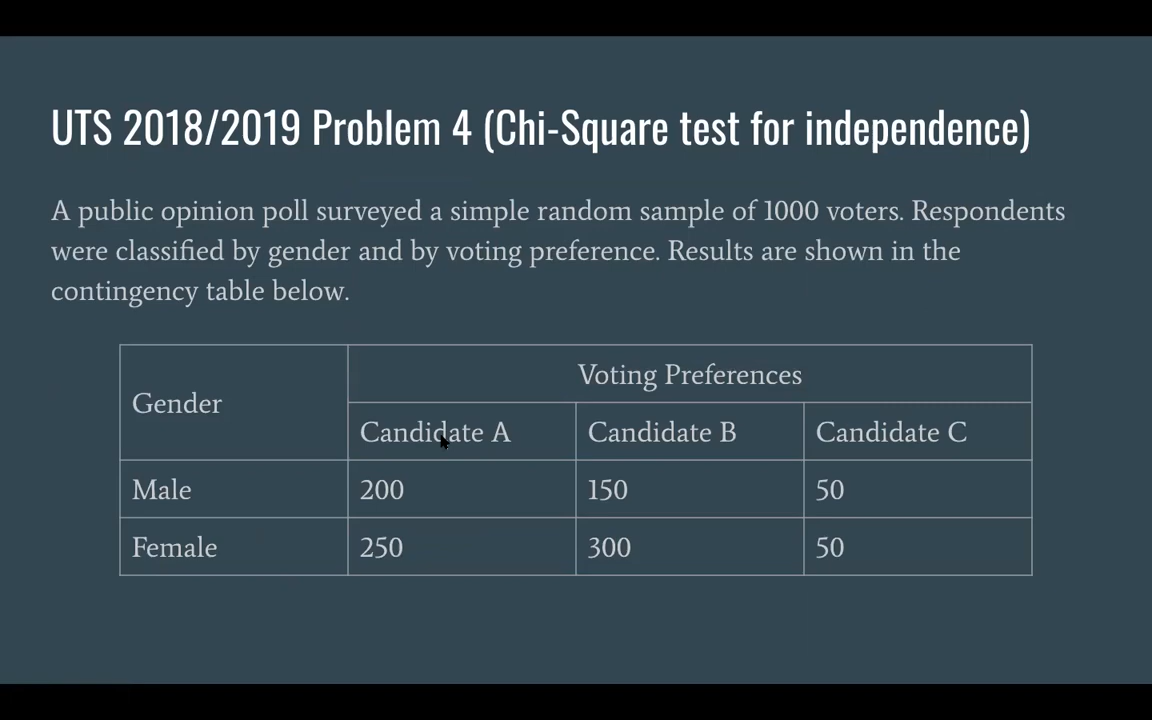 UTS 2018/2019 Problem 4 (Chi-Square test for independence)
A public opinion poll surveyed a simple random sample of 1000 voters. Respondents
were classified by gender and by voting preference. Results are shown in the
contingency table below.
Gender
Voting Preferences
Candidate A Candidate B Candidate C
Male 200 150 50
Female 250 300 50